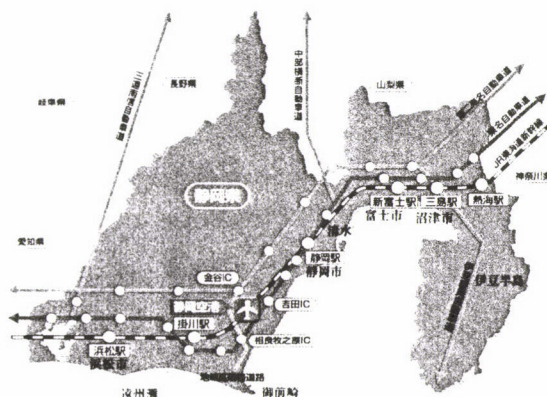 岐阜県
長野県
山梨県
三遠南信自動車道
中部横断自動車道
第二東名自動車道
東名自動車道
JR東海道新幹線
神奈川県
静岡県
愛知県
新富士駅
三島駅
熱海駅
富士市
沼津市
清水
静岡駅
静岡市
伊豆半島
金谷IC
静岡空港
吉田IC
掛川駅
相良牧之原IC
浜松駅
浜松市
遠州灘
御前崎